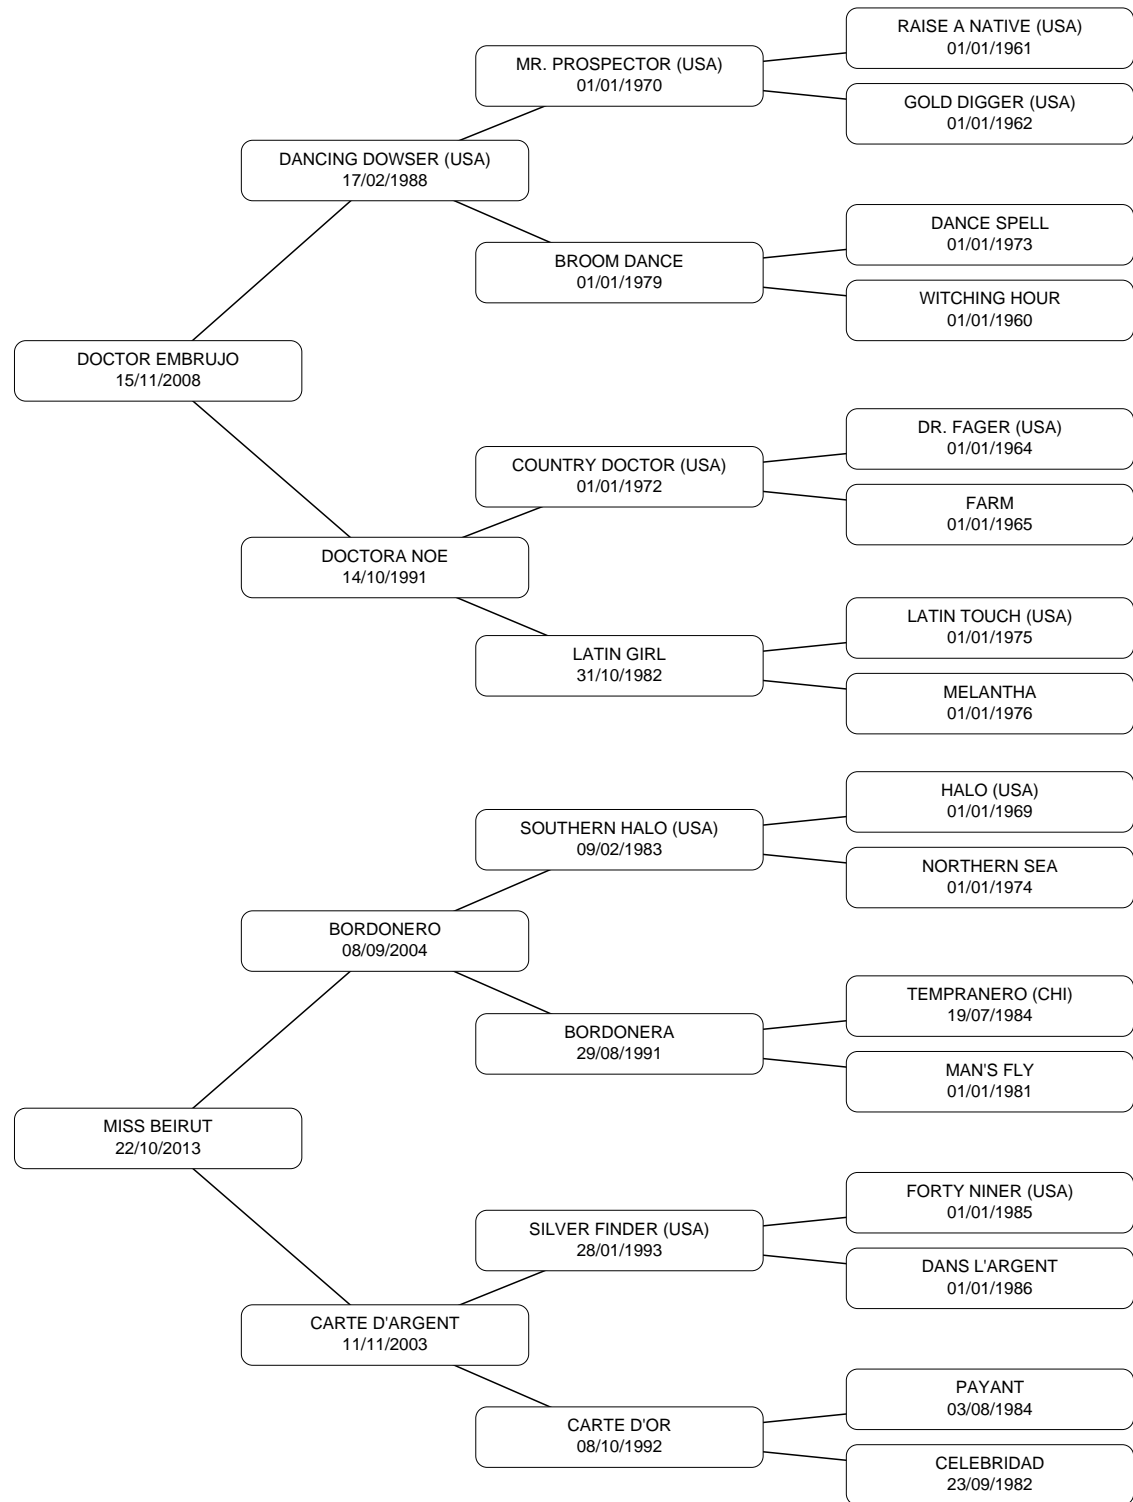 RAISE A NATIVE (USA)
01/01/1961
MR. PROSPECTOR (USA)
01/01/1970
GOLD DIGGER (USA)
01/01/1962
DANCING DOWSER (USA)
17/02/1988
DANCE SPELL
01/01/1973
BROOM DANCE
01/01/1979
WITCHING HOUR
01/01/1960
DOCTOR EMBRUJO
15/11/2008
DR. FAGER (USA)
01/01/1964
COUNTRY DOCTOR (USA)
01/01/1972
FARM
01/01/1965
DOCTORA NOE
14/10/1991
LATIN TOUCH (USA)
01/01/1975
LATIN GIRL
31/10/1982
MELANTHA
01/01/1976
HALO (USA)
01/01/1969
SOUTHERN HALO (USA)
09/02/1983
NORTHERN SEA
01/01/1974
BORDONERO
08/09/2004
TEMPRANERO (CHI)
19/07/1984
BORDONERA
29/08/1991
MAN'S FLY
01/01/1981
MISS BEIRUT
22/10/2013
FORTY NINER (USA)
01/01/1985
SILVER FINDER (USA)
28/01/1993
DANS L'ARGENT
01/01/1986
CARTE D'ARGENT
11/11/2003
PAYANT
03/08/1984
CARTE D'OR
08/10/1992
CELEBRIDAD
23/09/1982